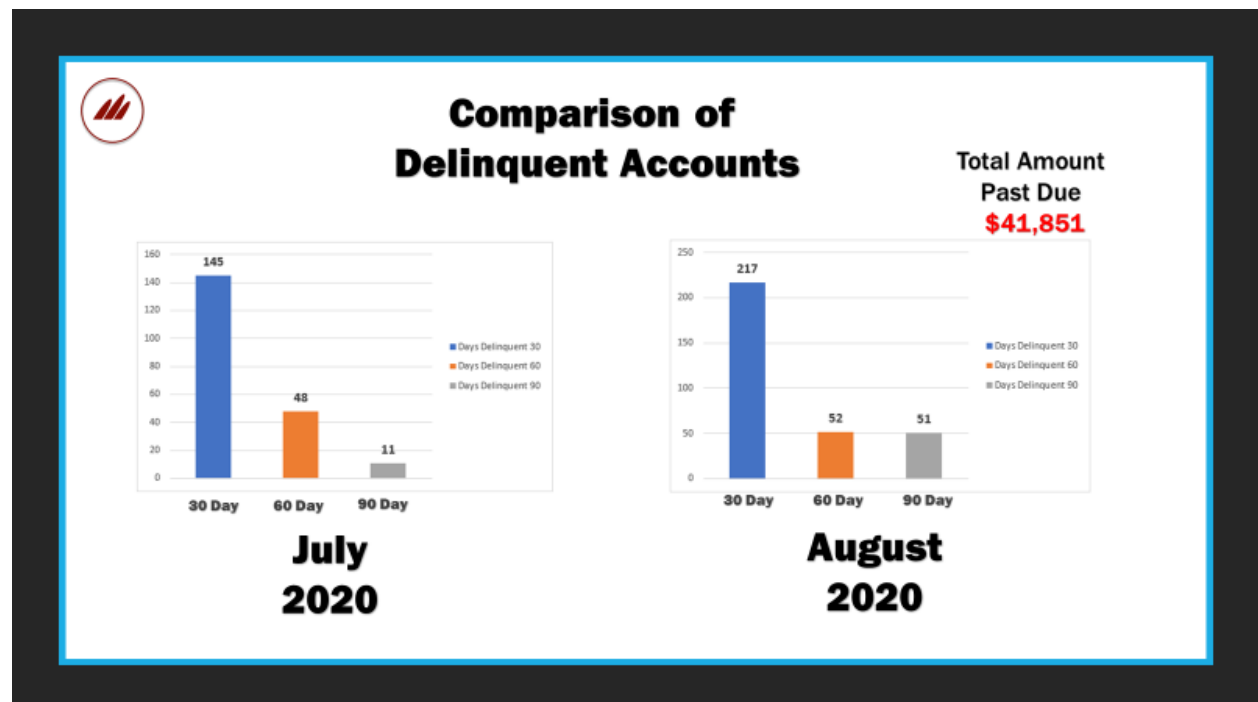 Comparison of
Delinquent Accounts
Total Amount
Past Due
$41,851
160
140
120
100
80
60
40
20
0
145
48
11
Days Delinquent 30
Days Delinquent 60
Days Delinquent 90
30 Day 60 Day 90 Day
July
2020
250
200
150
100
50
0
217
52
51
Days Delinquent 30
Days Delinquent 60
Days Delinquent 90
30 Day 60 Day 90 Day
August
2020